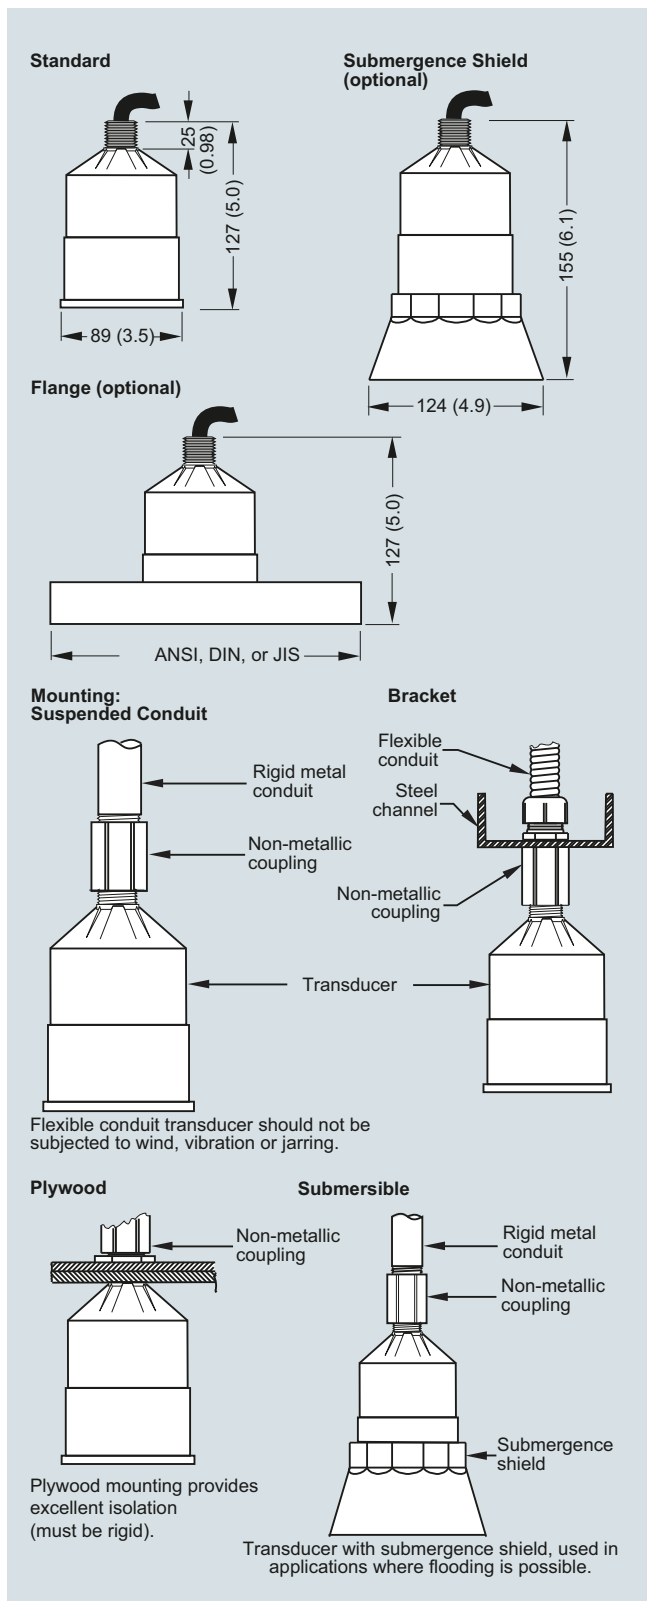 Standard
25
(0.98)
127 (5.0)
89 (3.5)
Submergence Shield
(optional)
155 (6.1)
124 (4.9)
Flange (optional)
127 (5.0)
ANSI, DIN, or JIS
Mounting:
Suspended Conduit
Rigid metal
conduit
Non-metallic
coupling
Bracket
Flexible
conduit
Steel
channel
Non-metallic
coupling
Transducer
Flexible conduit transducer should not be
subjected to wind, vibration or jarring.
Plywood
Non-metallic
coupling
Plywood mounting provides
excellent isolation
(must be rigid).
Submersible
Rigid metal
conduit
Non-metallic
coupling
Submergence
shield
Transducer with submergence shield, used in
applications where flooding is possible.